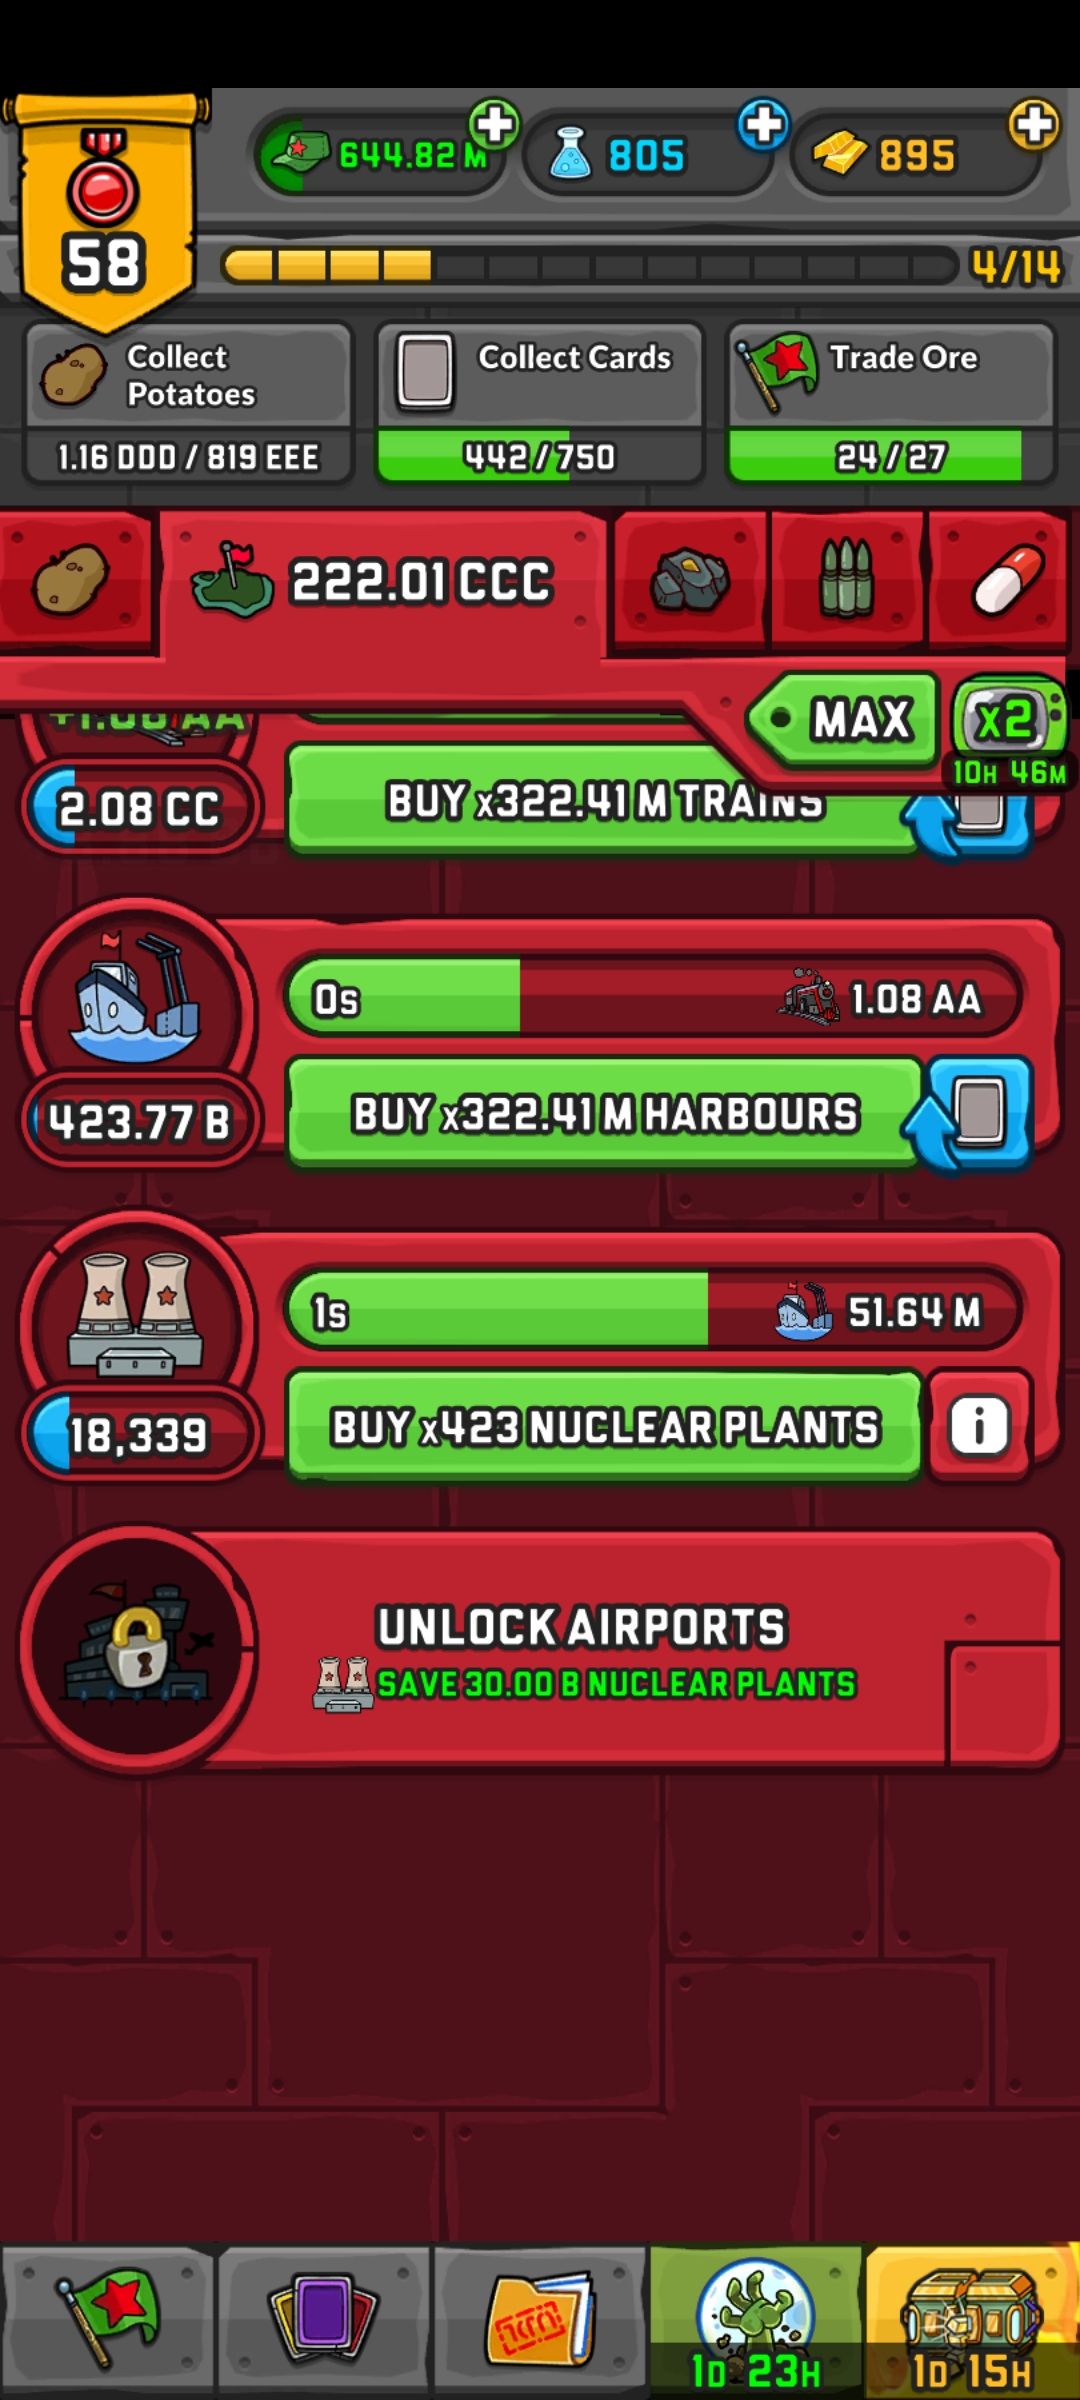 644.82 M
805
895
58
4/14
Collect
Potatoes
Collect Cards
Trade Ore
1.16 DDD / 819 EEE
442/750
24/27
222.01 CCC
MAX
x2
10H 46M
2.08 CC
BUY x322.41 M TRAINS
0s
1.08 AA
423.77 B
BUY x322.41 M HARBOURS
1s
51.64 M
18,339
BUY x423 NUCLEAR PLANTS
i
UNLOCK AIRPORTS
SAVE 30.00 B NUCLEAR PLANTS
1D 23H
1D 15H